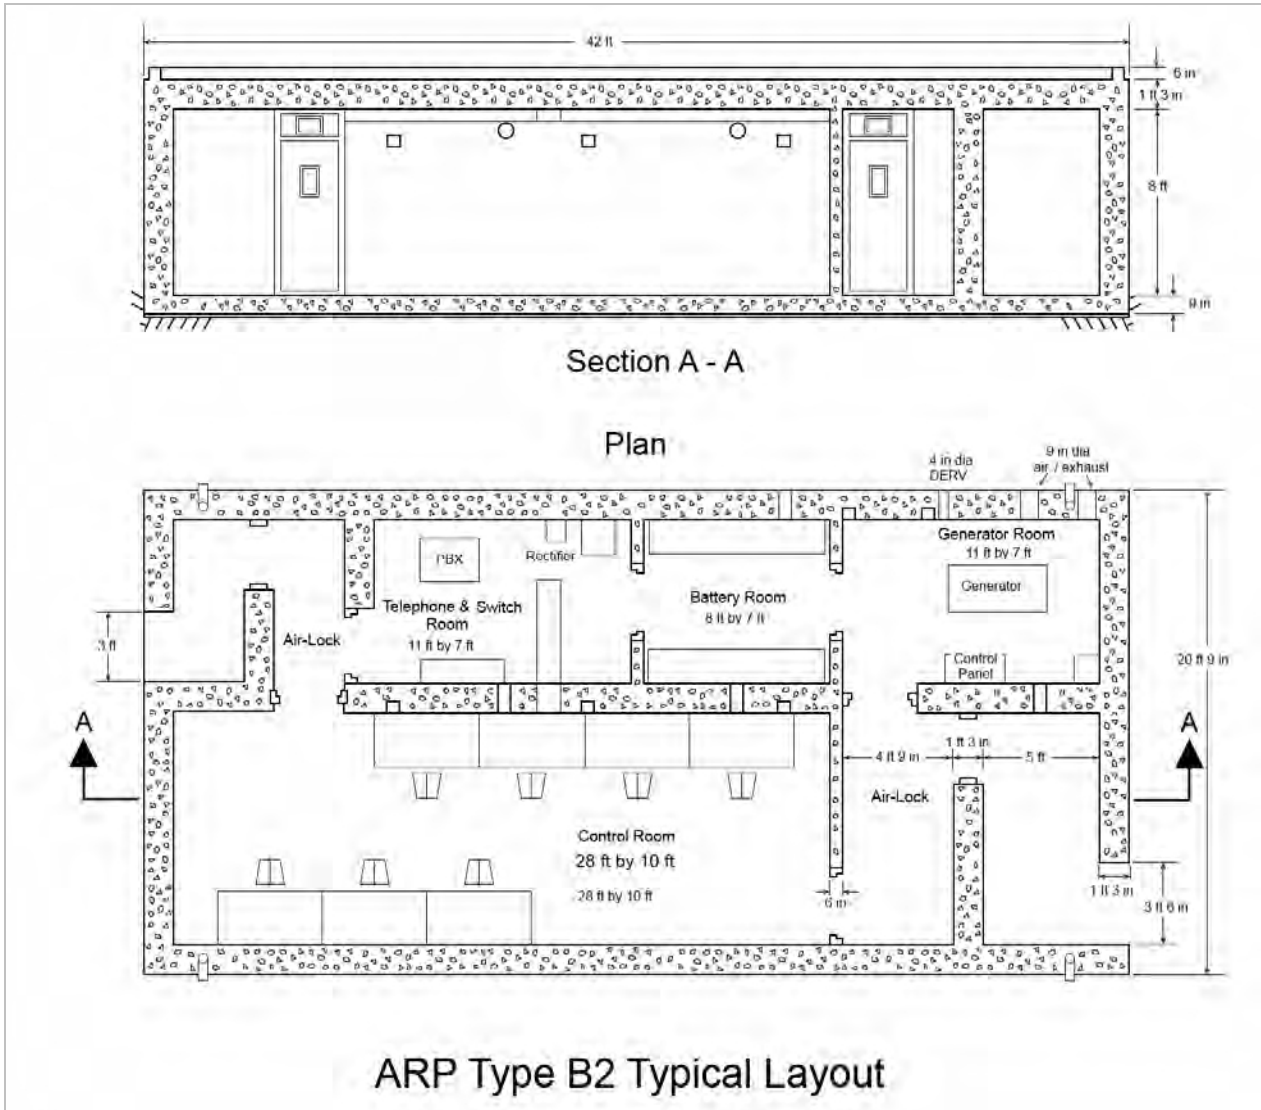 42 ft
6 in
1 ft 3 in
8 ft
9 in
Section A - A
Plan
4 in dia
DERV
9 in dia
air / exhaust
PBX
Rectifier
Generator Room
11 ft by 7 ft
Generator
Telephone & Switch
Room
11 ft by 7 ft
Battery Room
8 ft by 7 ft
Air-Lock
3 ft
Control
Panel
20 ft 9 in
A
A
4 ft 9 in
1 ft 3 in
5 ft
Air-Lock
Control Room
28 ft by 10 ft
28 ft by 10 ft
6 in
1 ft 3 in
3 ft 6 in
ARP Type B2 Typical Layout